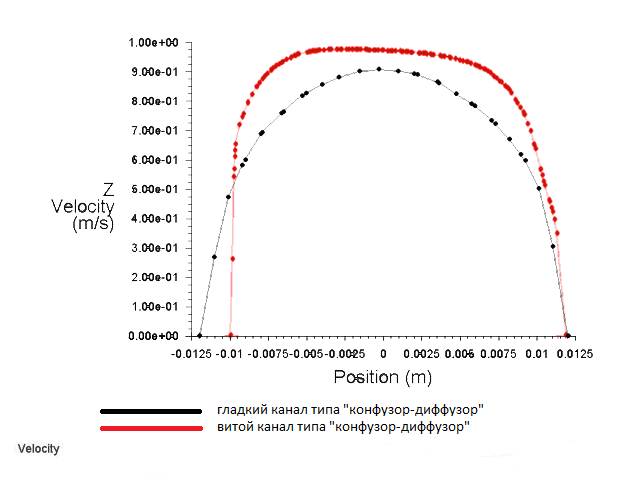 1.00e+00
9.00e-01
8.00e-01
7.00e-01
6.00e-01
5.00e-01
4.00e-01
3.00e-01
2.00e-01
1.00e-01
0.00e+00
Z
Velocity
(m/s)
-0.0125 -0.01 -0.0075 -0.005 -0.0025 0 0.0025 0.005 0.0075 0.01 0.0125
Position (m)
гладкий канал типа "конфузор-диффузор"
витой канал типа "конфузор-диффузор"
Velocity